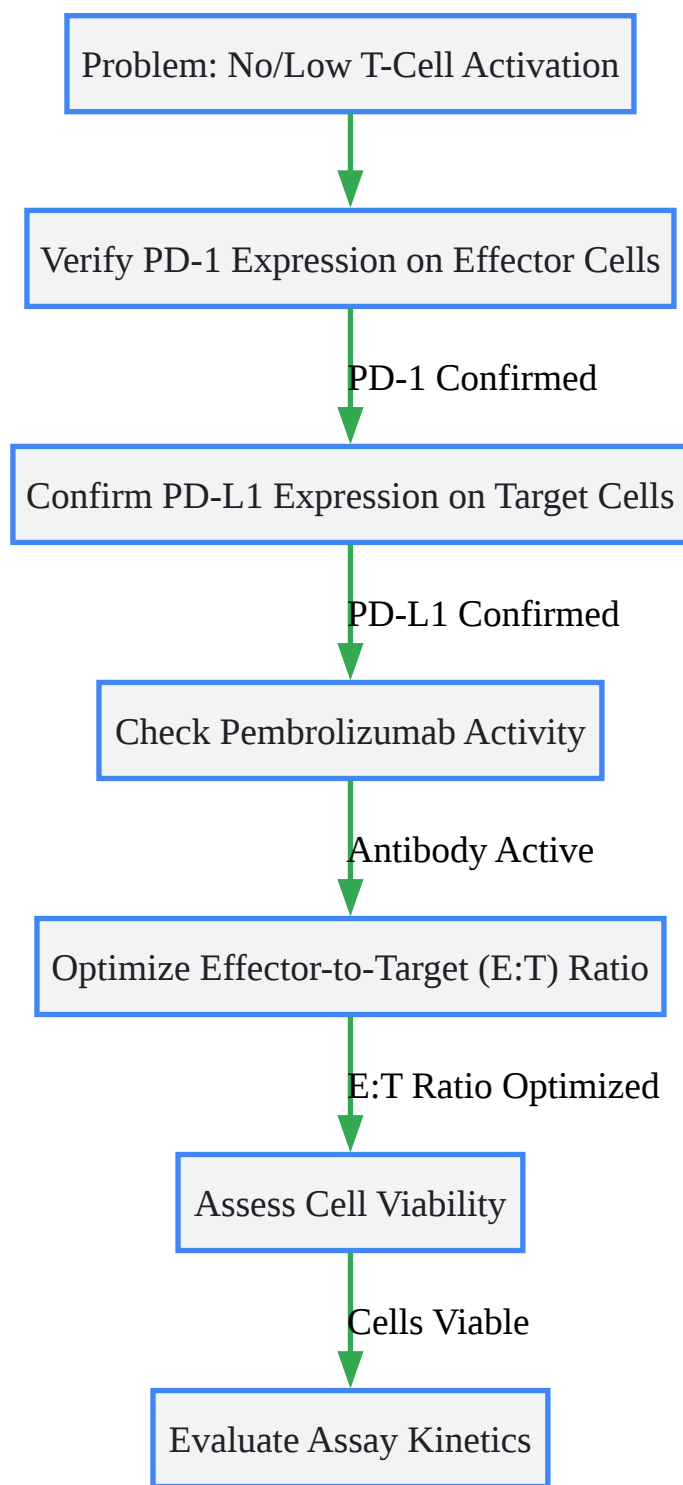 Problem: No/Low T-Cell Activation
Verify PD-1 Expression on Effector Cells
PD-1 Confirmed
Confirm PD-L1 Expression on Target Cells
PD-L1 Confirmed
Check Pembrolizumab Activity
Antibody Active
Optimize Effector-to-Target (E:T) Ratio
E:T Ratio Optimized
Assess Cell Viability
Cells Viable
Evaluate Assay Kinetics